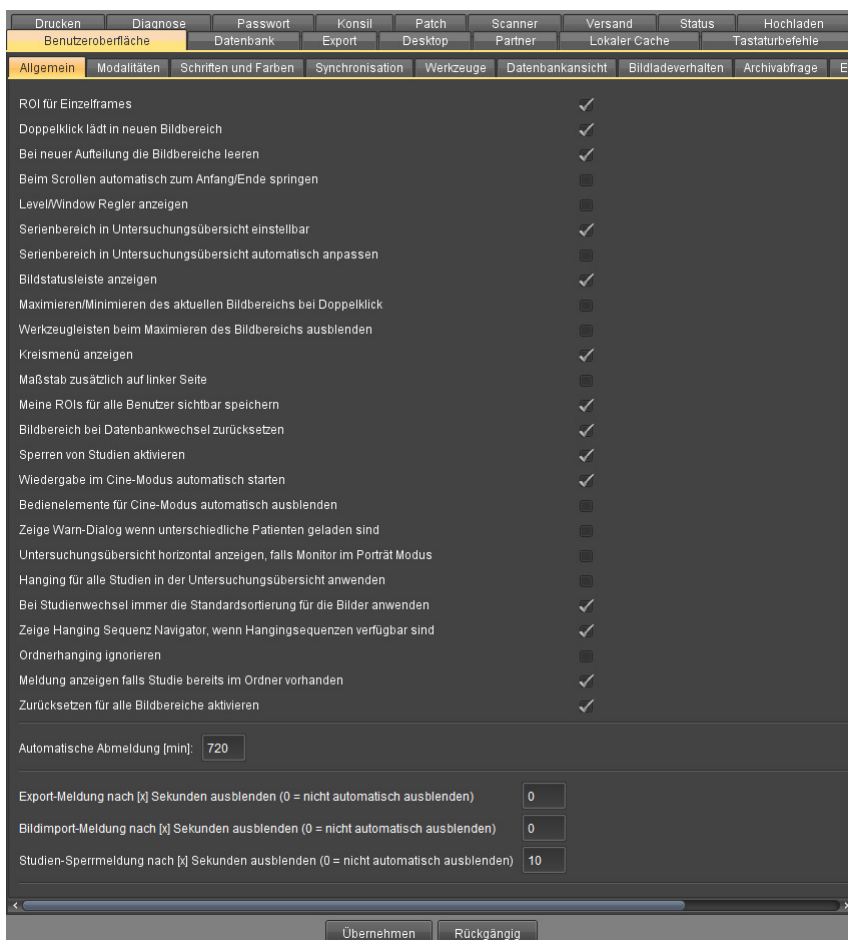 Drucken Diagnose Passwort Konsil Patch Scanner Versand Status Hochladen
Benutzeroberfläche Datenbank Export Desktop Partner Lokaler Cache Tastaturbefehle
Allgemein Modalitäten Schriften und Farben Synchronisation Werkzeuge Datenbankansicht Bildladeverhalten Archivabfrage E
ROI für Einzelframes
Doppelklick lädt in neuen Bildbereich
Bei neuer Aufteilung die Bildbereiche leeren
Beim Scrollen automatisch zum Anfang/Ende springen
Level/Window Regler anzeigen
Serienbereich in Untersuchungsübersicht einstellbar
Serienbereich in Untersuchungsübersicht automatisch anpassen
Bildstatusleiste anzeigen
Maximieren/Minimieren des aktuellen Bildbereichs bei Doppelklick
Werkzeugleisten beim Maximieren des Bildbereichs ausblenden
Kreismenü anzeigen
Maßstab zusätzlich auf linker Seite
Meine ROIs für alle Benutzer sichtbar speichern
Bildbereich bei Datenbankwechsel zurücksetzen
Sperren von Studien aktivieren
Wiedergabe im Cine-Modus automatisch starten
Bedienelemente für Cine-Modus automatisch ausblenden
Zeige Warn-Dialog wenn unterschiedliche Patienten geladen sind
Untersuchungsübersicht horizontal anzeigen, falls Monitor im Porträt Modus
Hanging für alle Studien in der Untersuchungsübersicht anwenden
Bei Studienwechsel immer die Standardsortierung für die Bilder anwenden
Zeige Hanging Sequenz Navigator, wenn Hangingsequenzen verfügbar sind
Ordnerhanging ignorieren
Meldung anzeigen falls Studie bereits im Ordner vorhanden
Zurücksetzen für alle Bildbereiche aktivieren
Automatische Abmeldung [min]: 720
Export-Meldung nach [x] Sekunden ausblenden (0 = nicht automatisch ausblenden) 0
Bildimport-Meldung nach [x] Sekunden ausblenden (0 = nicht automatisch ausblenden) 0
Studien-Sperrmeldung nach [x] Sekunden ausblenden (0 = nicht automatisch ausblenden) 10
Übernehmen Rückgängig